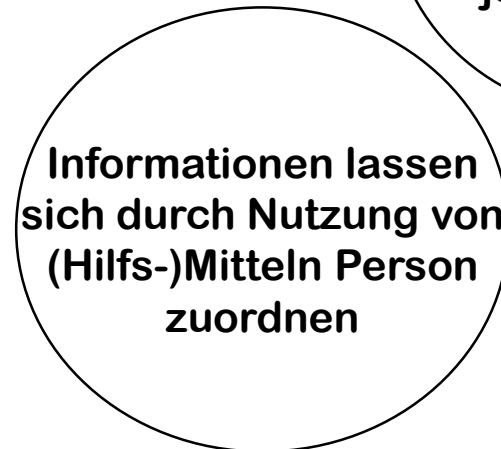 Informationen lassen
sich durch Nutzung von
(Hilfs-)Mitteln Person
zuordnen